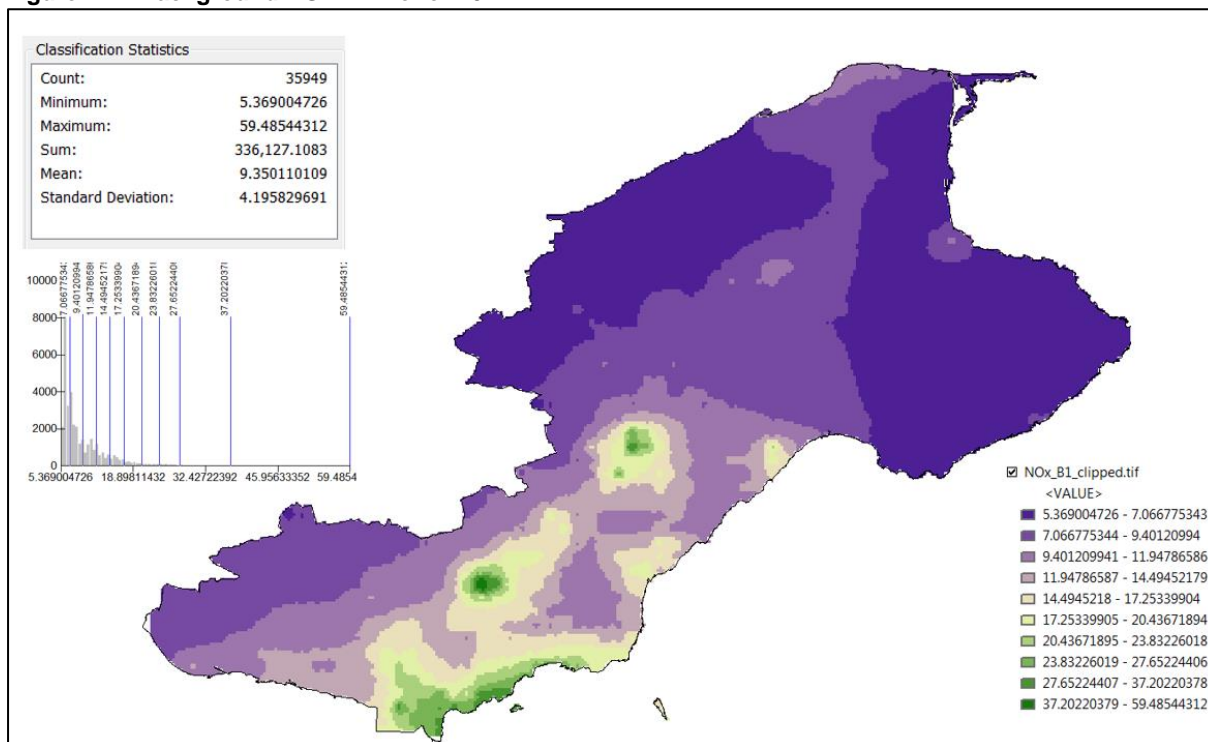 Classification Statistics
Count: 35949
Minimum: 5.369004726
Maximum: 59.48544312
Sum: 336,127.1083
Mean: 9.350110109
Standard Deviation: 4.195829691
10000
8000
6000
4000
2000
0
9.40120994
37.2022037
5.369004726 18.89811432 32.42722392 45.95633352 59.4854
NOx_B1_clipped.tif
<VALUE>
5.369004726 - 7.066775343
7.066775344 - 9.40120994
9.401209941 - 11.94786586
11.94786587 - 14.49452179
14.4945218 - 17.25339904
17.25339905 - 20.43671894
20.43671895 - 23.83226018
23.83226019 - 27.65224406
27.65224407 - 37.20220378
37.20220379 - 59.48544312